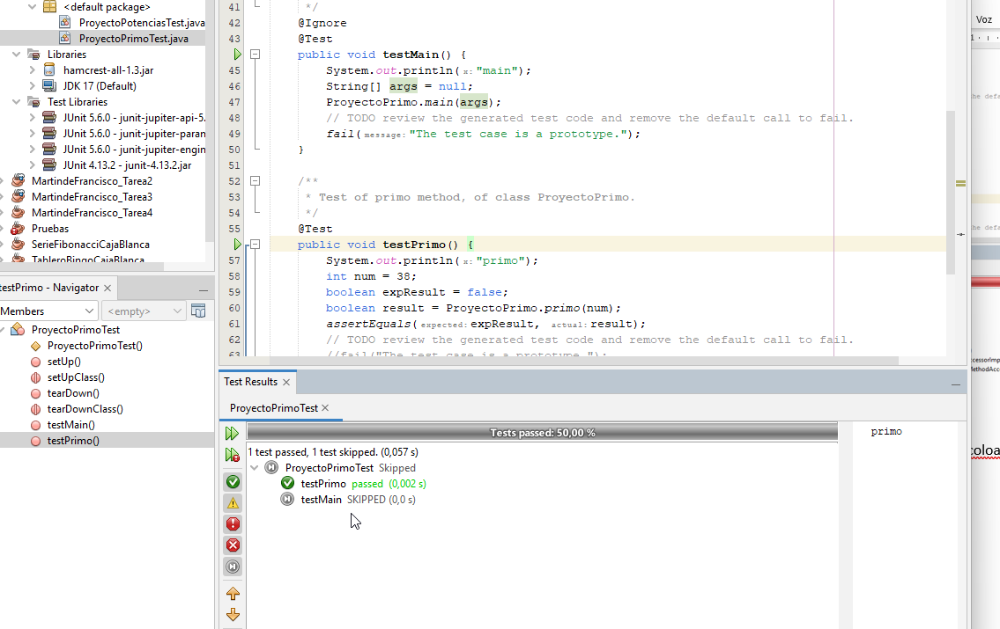 <default package>
ProyectoPotenciasTest.java
ProyectoPrimoTest.java
Libraries
hamcrest-all-1.3.jar
JDK 17 (Default)
Test Libraries
JUnit 5.6.0 - junit-jupiter-api-5.
JUnit 5.6.0 - junit-jupiter-paran
JUnit 5.6.0 - junit-jupiter-engin
JUnit 4.13.2 - junit-4.13.2.jar
MartindeFrancisco_Tarea2
MartindeFrancisco_Tarea3
MartindeFrancisco_Tarea4
Pruebas
SerieFibonacciCajaBlanca
TableroBingoCajaBlanca
testPrimo - Navigator
Members
<empty>
ProyectoPrimoTest
ProyectoPrimoTest()
setUp()
setUpClass()
tearDown()
tearDownClass()
testMain()
testPrimo()
41 */
42 @Ignore
43 @Test
public void testMain() {
45 System.out.println(x: "main");
46 String[] args = null;
47 ProyectoPrimo.main(args);
48 // TODO review the generated test code and remove the default call to fail.
49 fail(message: "The test case is a prototype.");
50 }
51
52 /**
53 * Test of primo method, of class ProyectoPrimo.
54 */
55 @Test
public void testPrimo() {
57 System.out.println(x: "primo");
58 int num = 38;
59 boolean expResult = false;
60 boolean result = ProyectoPrimo.primo(num);
61 assertEquals(expected: expResult, actual: result);
62 // TODO review the generated test code and remove the default call to fail.
63 //fail("The test case is a prototype.");
Test Results
ProyectoPrimoTest
Tests passed: 50,00 %
1 test passed, 1 test skipped. (0,057 s)
ProyectoPrimoTest Skipped
testPrimo passed (0,002 s)
testMain SKIPPED (0,0 s)
primo
Voz
he defa
he defa
ccessorImp
MethodAcc
coloa